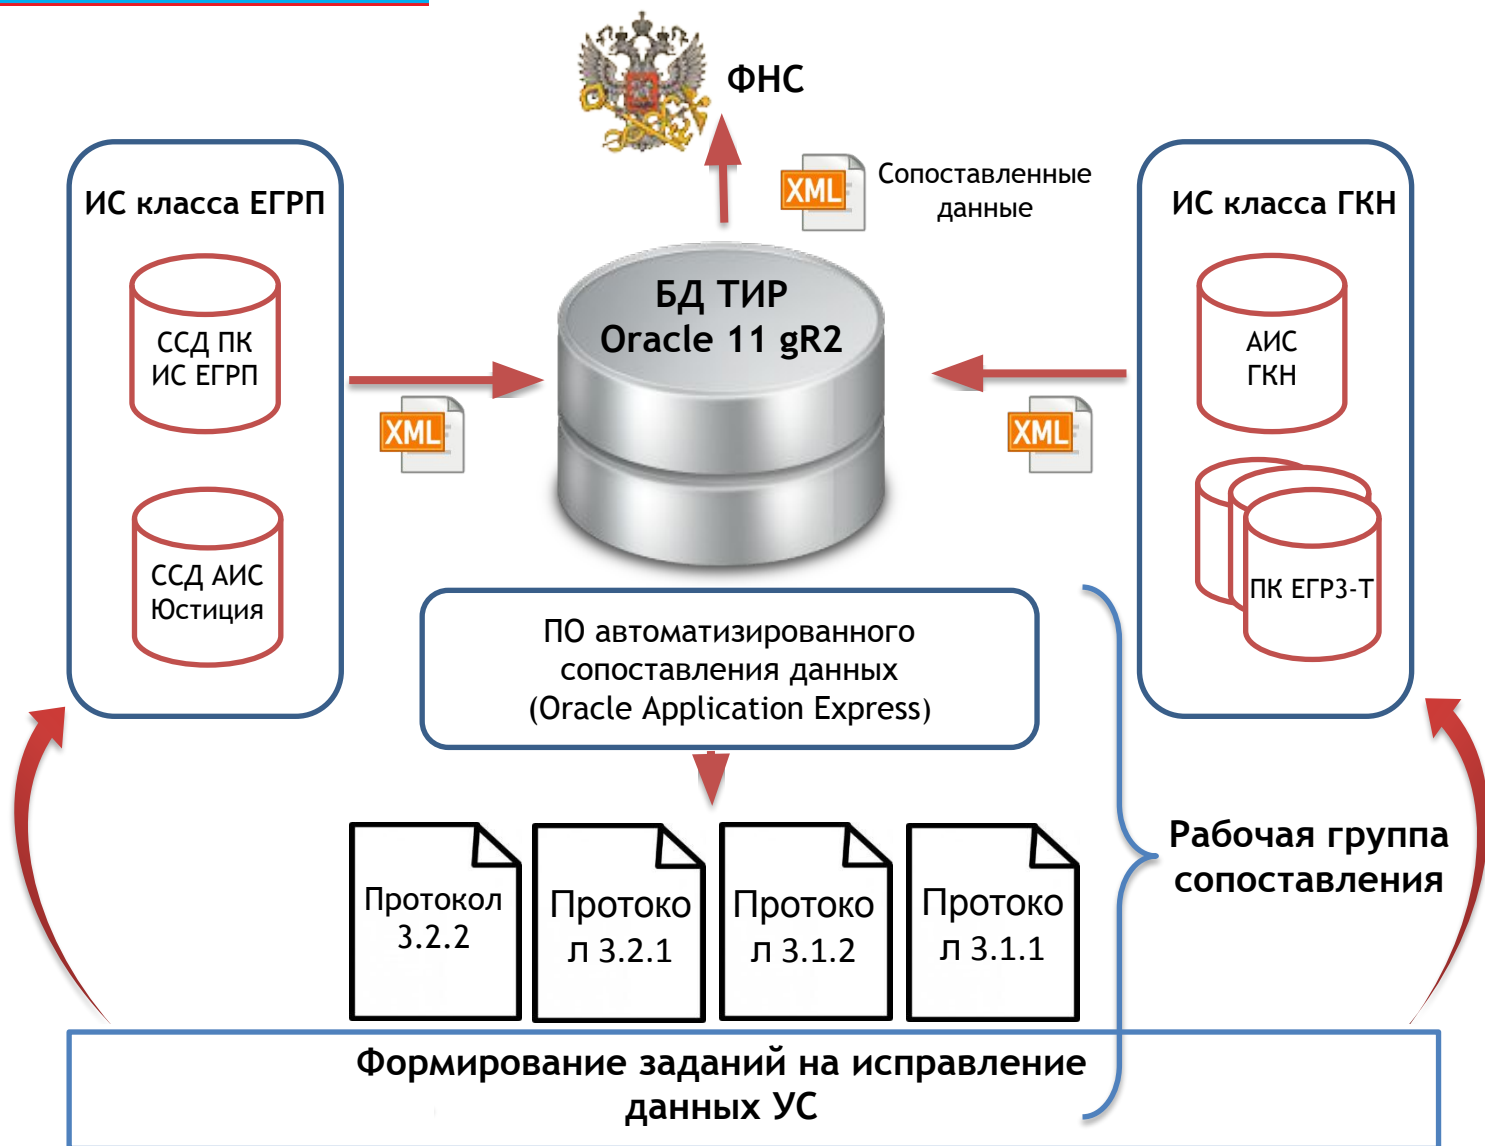 ФНС
XML
Сопоставленные
данные
ИС класса ЕГРП
ССД ПК
ИС ЕГРП
ССД АИС
Юстиция
XML
БД ТИР
Oracle 11 gR2
XML
ИС класса ГКН
АИС
ГКН
ПК ЕГРЗ-Т
ПО автоматизированного
сопоставления данных
(Oracle Application Express)
Протокол
3.2.2
Протоко
л 3.2.1
Протоко
л 3.1.2
Протоко
л 3.1.1
Рабочая группа
сопоставления
Формирование заданий на исправление
данных УС